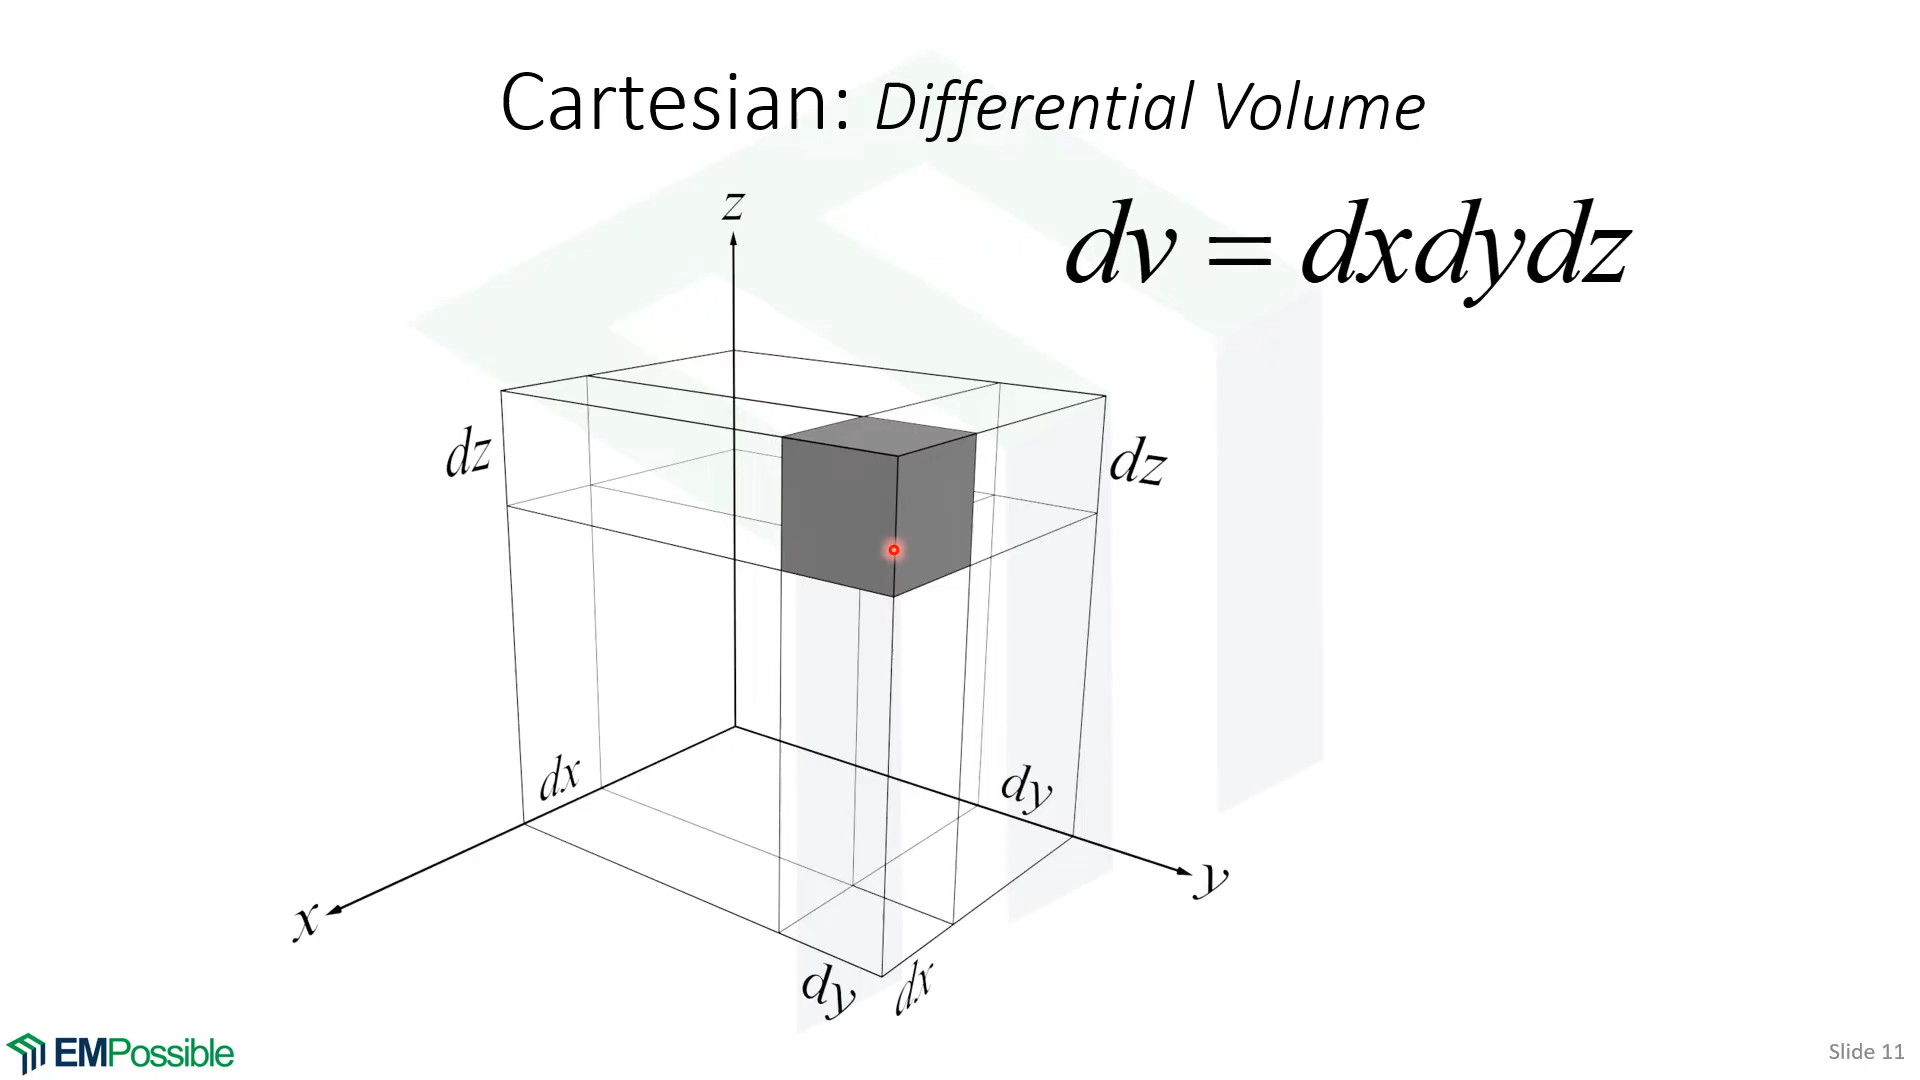 Cartesian: Differential Volume
z
dv = dxdydz
dz
dz
dx
dy
x
y
dy
dx
EMPossible
Slide 11